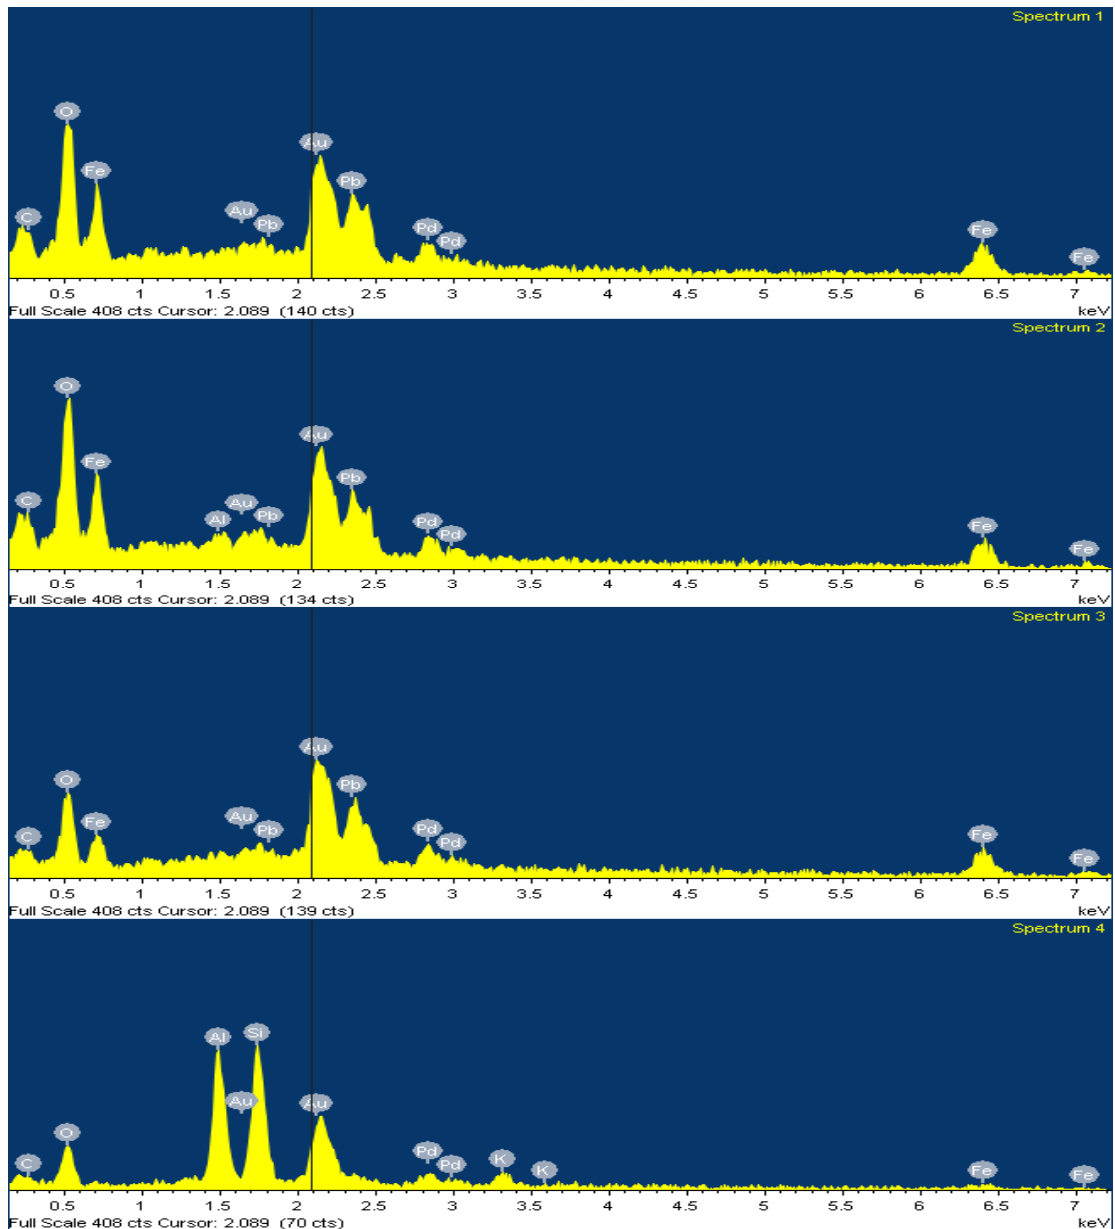 Spectrum 1
O
Au
Fe
Pb
C Au Pb Pd Pd Fe Fe
0.5 1 1.5 2 2.5 3 3.5 4 4.5 5 5.5 6 6.5 7
Full Scale 408 cts Cursor: 2.089 (140 cts) keV
Spectrum 2
O
Au
Fe
Pb
C Al Au Pb Pd Pd Fe Fe
0.5 1 1.5 2 2.5 3 3.5 4 4.5 5 5.5 6 6.5 7
Full Scale 408 cts Cursor: 2.089 (134 cts) keV
Spectrum 3
Au
O Pb
C Fe Au Pb Pd Pd Fe Fe
0.5 1 1.5 2 2.5 3 3.5 4 4.5 5 5.5 6 6.5 7
Full Scale 408 cts Cursor: 2.089 (139 cts) keV
Spectrum 4
Al Si
Au Au
C O Pd Pd K K Fe Fe
0.5 1 1.5 2 2.5 3 3.5 4 4.5 5 5.5 6 6.5 7
Full Scale 408 cts Cursor: 2.089 (70 cts) keV